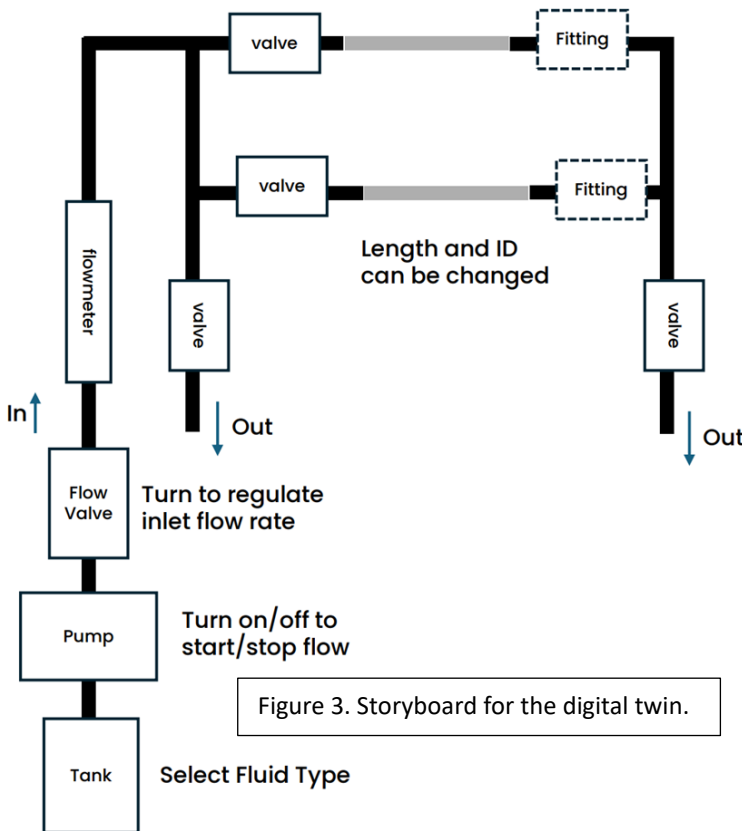 valve
Fitting
valve
Fitting
Length and ID
can be changed
flowmeter
valve
valve
In
Out
Out
Flow
Valve
Turn to regulate
inlet flow rate
Pump
Turn on/off to
start/stop flow
Figure 3. Storyboard for the digital twin.
Tank
Select Fluid Type